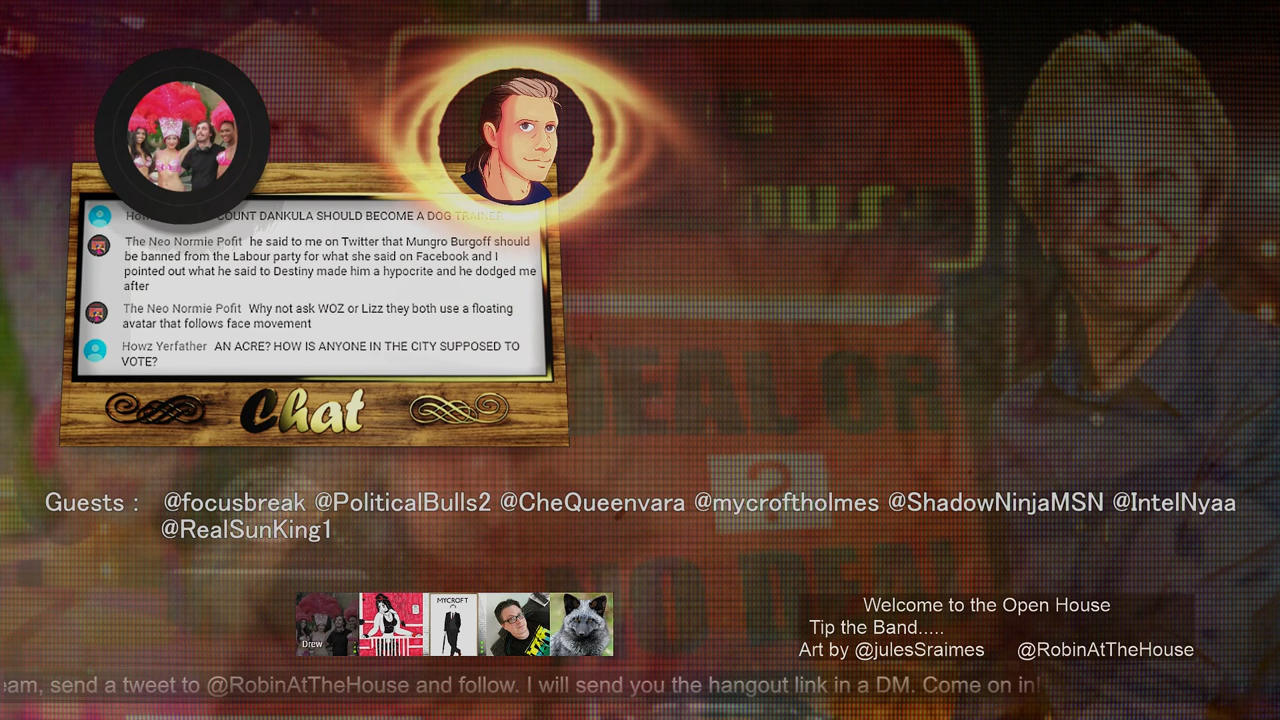 COUNT DANKULA SHOULD BECOME A DOG TRAINER
The Neo Normie Pofit he said to me on Twitter that Mungro Burgoff should
be banned from the Labour party for what she said on Facebook and I
pointed out what he said to Destiny made him a hypocrite and he dodged me
after
The Neo Normie Pofit Why not ask WOZ or Lizz they both use a floating
avatar that follows face movement
Howz Yerfather AN ACRE? HOW IS ANYONE IN THE CITY SUPPOSED TO
VOTE?
Chat
DEAL OR
?
NO DEAL
Guests : @focusbreak @PoliticalBulls2 @CheQueenvara @mycroftholmes @ShadowNinjaMSN @IntelNyaa
@RealSunKing1
Drew
MYCROFT
Welcome to the Open House
Tip the Band.....
Art by @julesSraimes @RobinAtTheHouse
eam, send a tweet to @RobinAtTheHouse and follow. I will send you the hangout link in a DM. Come on in!